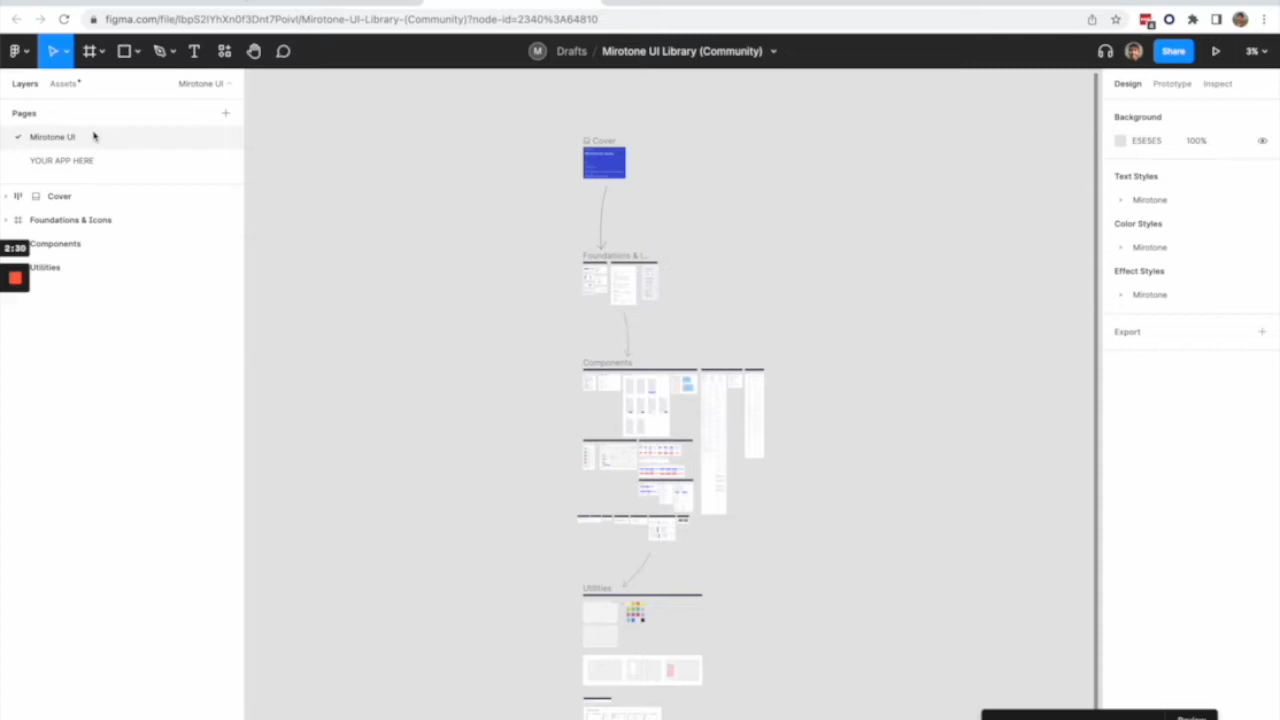 figma.com/file/lbpS2IYhXn0f3Dnt7PoivI/Mirotone-UI-Library-(Community)?node-id=2340%3A64810
Drafts / Mirotone UI Library (Community)
M
Share
3%
Layers
Assets
Mirotone UI
Design
Prototype
Inspect
Pages
Mirotone UI
YOUR APP HERE
Cover
Foundations & Icons
2:30
Components
Utilities
Cover
Foundations & I...
Components
Utilities
Background
E5E5E5
100%
Text Styles
Mirotone
Color Styles
Mirotone
Effect Styles
Mirotone
Export